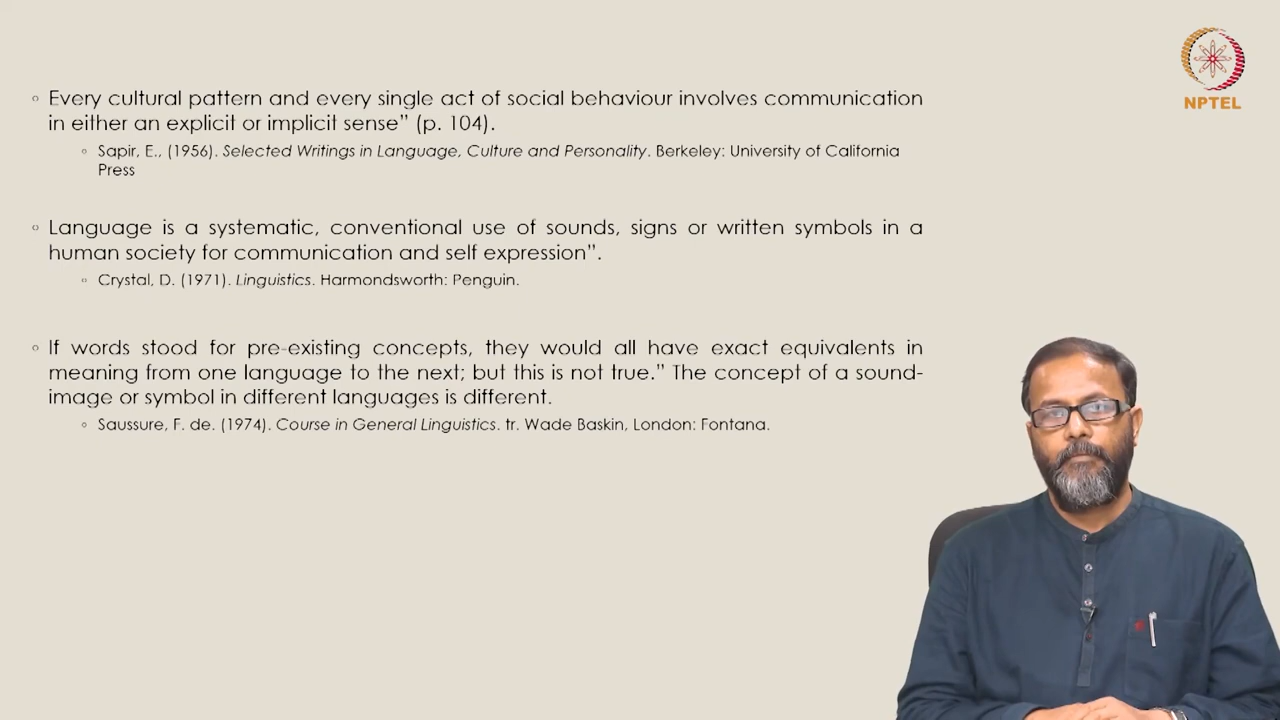 Every cultural pattern and every single act of social behaviour involves communication
in either an explicit or implicit sense” (p. 104).
Sapir, E., (1956). Selected Writings in Language, Culture and Personality. Berkeley: University of California
Press
Language is a systematic, conventional use of sounds, signs or written symbols in a
human society for communication and self expression”.
Crystal, D. (1971). Linguistics. Harmondsworth: Penguin.
If words stood for pre-existing concepts, they would all have exact equivalents in
meaning from one language to the next; but this is not true.” The concept of a sound-
image or symbol in different languages is different.
Saussure, F. de. (1974). Course in General Linguistics. tr. Wade Baskin, London: Fontana.
NPTEL